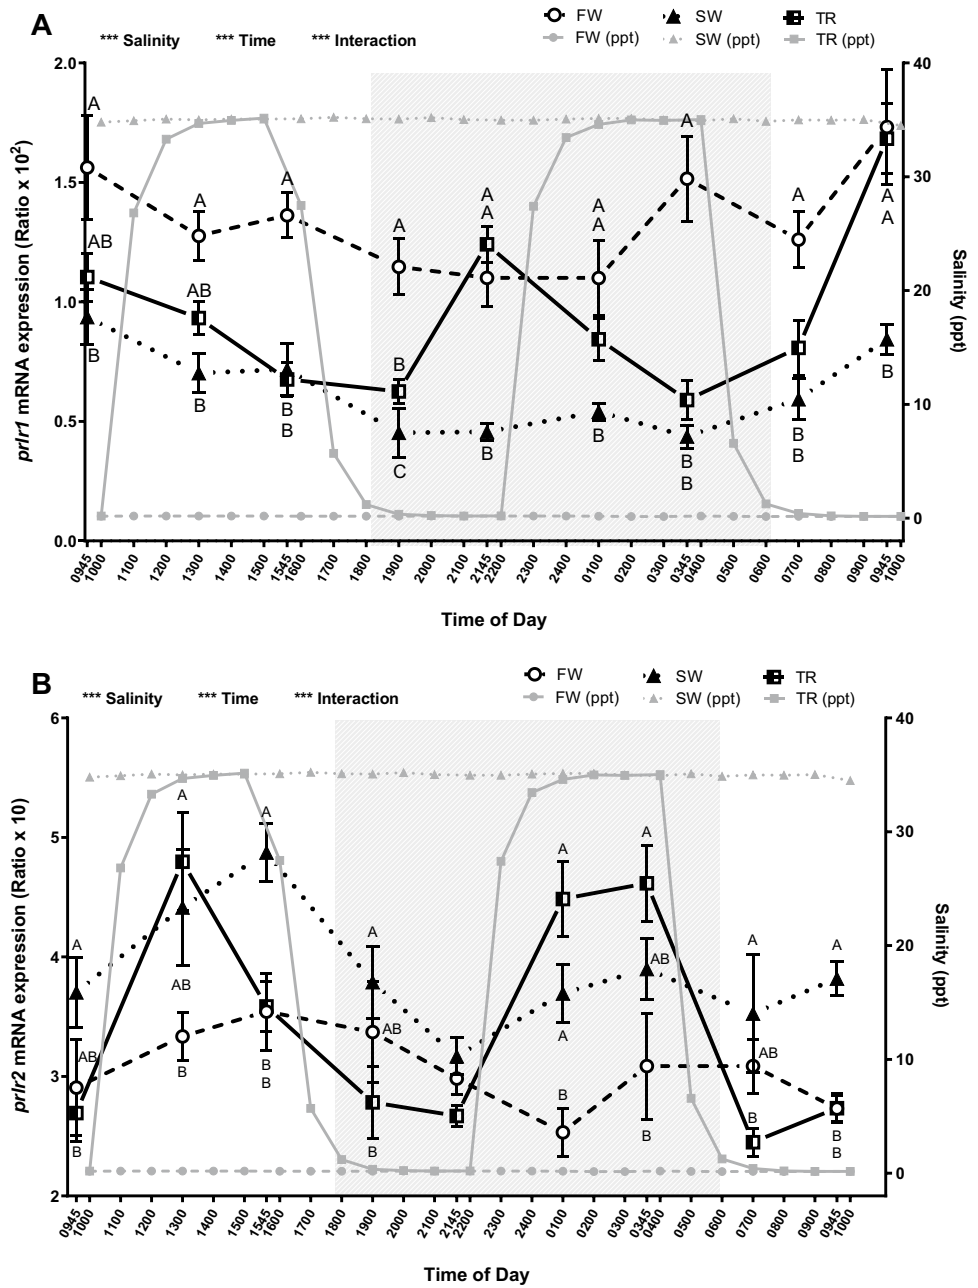 A
*** Salinity *** Time *** Interaction
FW SW TR
FW (ppt) SW (ppt) TR (ppt)
2.0
1.5
1.0
0.5
0.0
prlr1 mRNA expression (Ratio x 10²)
40
30
20
10
0
Salinity (ppt)
A
AB
B
A
AB
B
A
B
B
A
B
C
A
A
B
A
A
B
A
B
B
A
B
B
A
A
B
0945 1000 1100 1200 1300 1400 1500 1545 1600 1700 1800 1900 2000 2100 2145 2200 2300 2400 0100 0200 0300 0345 0400 0500 0600 0700 0800 0900 0945 1000
Time of Day
B
*** Salinity *** Time *** Interaction
FW SW TR
FW (ppt) SW (ppt) TR (ppt)
6
5
4
3
2
prlr2 mRNA expression (Ratio x 10)
40
30
20
10
0
Salinity (ppt)
A
AB
B
A
AB
B
A
B
B
A
AB
A
A
B
A
AB
B
A
AB
B
A
B
B
0945 1000 1100 1200 1300 1400 1500 1545 1600 1700 1800 1900 2000 2100 2145 2200 2300 2400 0100 0200 0300 0345 0400 0500 0600 0700 0800 0900 0945 1000
Time of Day